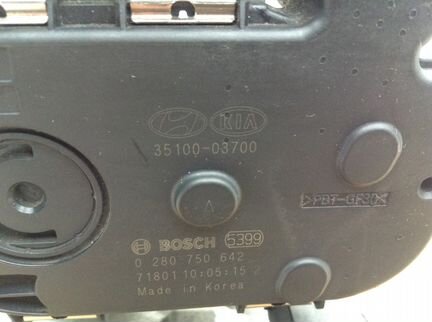 KIA
35100-03700
A
>PBT-GF30<
BOSCH 5399
0 280 750 642
71801 10:05:15 2
Made in Korea